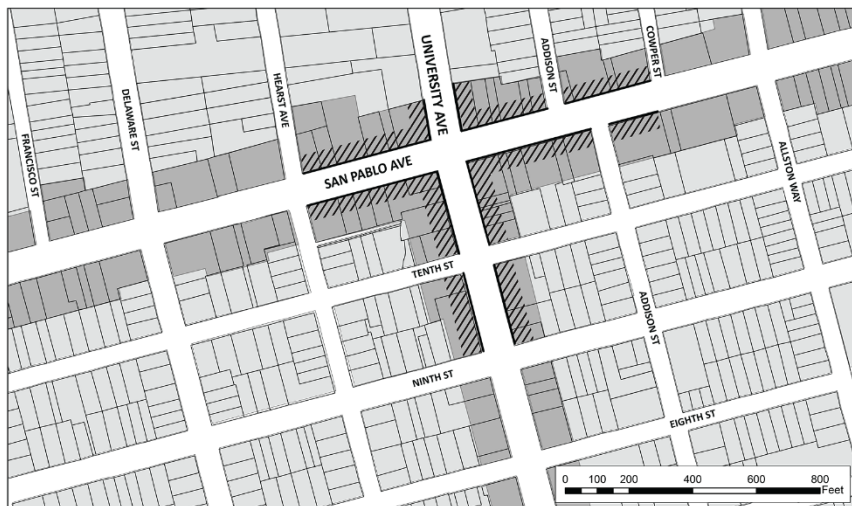 FRANCISCO ST
DELAWARE ST
HEARST AVE
UNIVERSITY AVE
ADDISON ST
COWPER ST
SAN PABLO AVE
ALLSTON WAY
TENTH ST
ADDISON ST
NINTH ST
EIGHTH ST
0 100 200 400 600 800
Feet